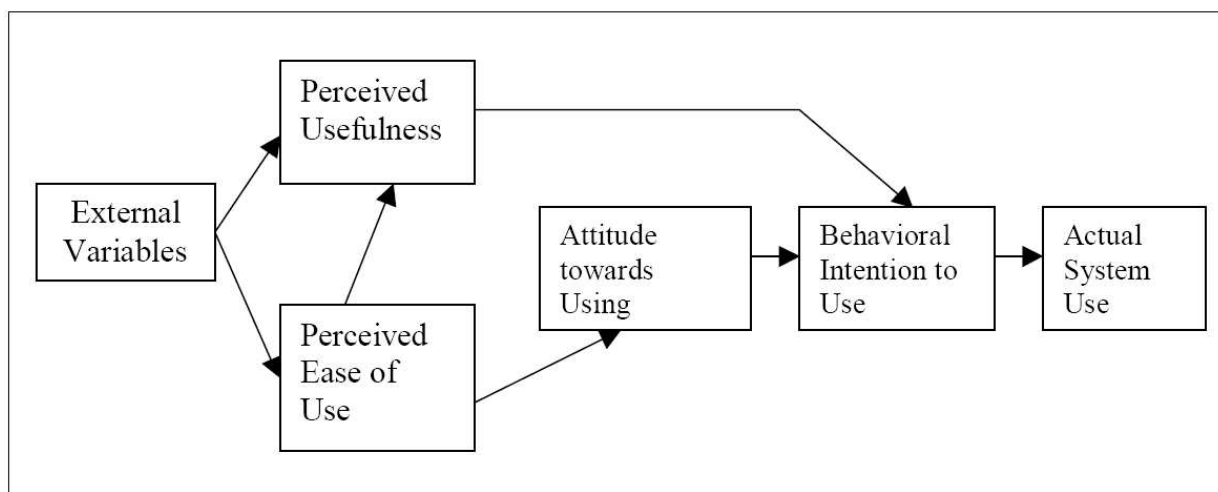 Perceived
Usefulness
External
Variables
Perceived
Ease of
Use
Attitude
towards
Using
Behavioral
Intention to
Use
Actual
System
Use